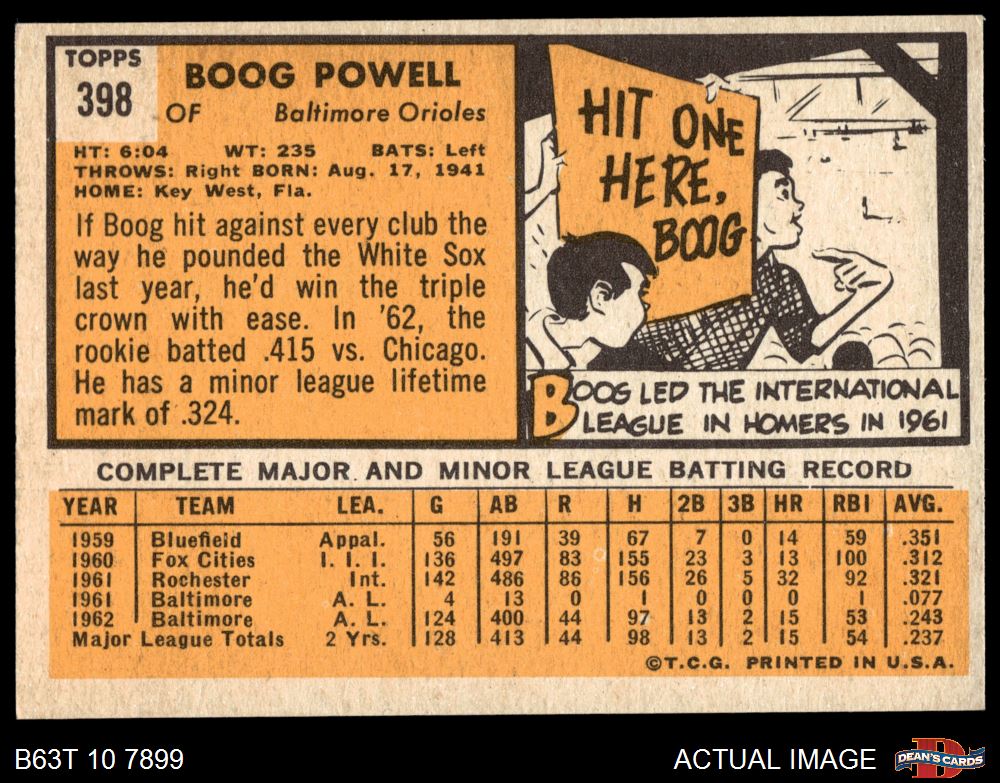 TOPPS
398
BOOG POWELL
OF Baltimore Orioles
HT: 6:04 WT: 235 BATS: Left
THROWS: Right BORN: Aug. 17, 1941
HOME: Key West, Fla.
If Boog hit against every club the
way he pounded the White Sox
last year, he'd win the triple
crown with ease. In '62, the
rookie batted .415 vs. Chicago.
He has a minor league lifetime
mark of .324.
HIT ONE
HERE,
BOOG
BOOG LED THE INTERNATIONAL
LEAGUE IN HOMERS IN 1961
COMPLETE MAJOR AND MINOR LEAGUE BATTING RECORD
YEAR TEAM LEA. G AB R H 2B 3B HR RBI AVG.
1959 Bluefield Appal. 56 191 39 67 7 0 14 59 .351
1960 Fox Cities I. I. I. 136 497 83 155 23 3 13 100 .312
1961 Rochester Int. 142 486 86 156 26 5 32 92 .321
1961 Baltimore A. L. 4 13 0 1 0 0 0 1 .077
1962 Baltimore A. L. 124 400 44 97 13 2 15 53 .243
Major League Totals 2 Yrs. 128 413 44 98 13 2 15 54 .237
©T.C.G. PRINTED IN U.S.A.
B63T 10 7899 ACTUAL IMAGE DEAN'S CARDS